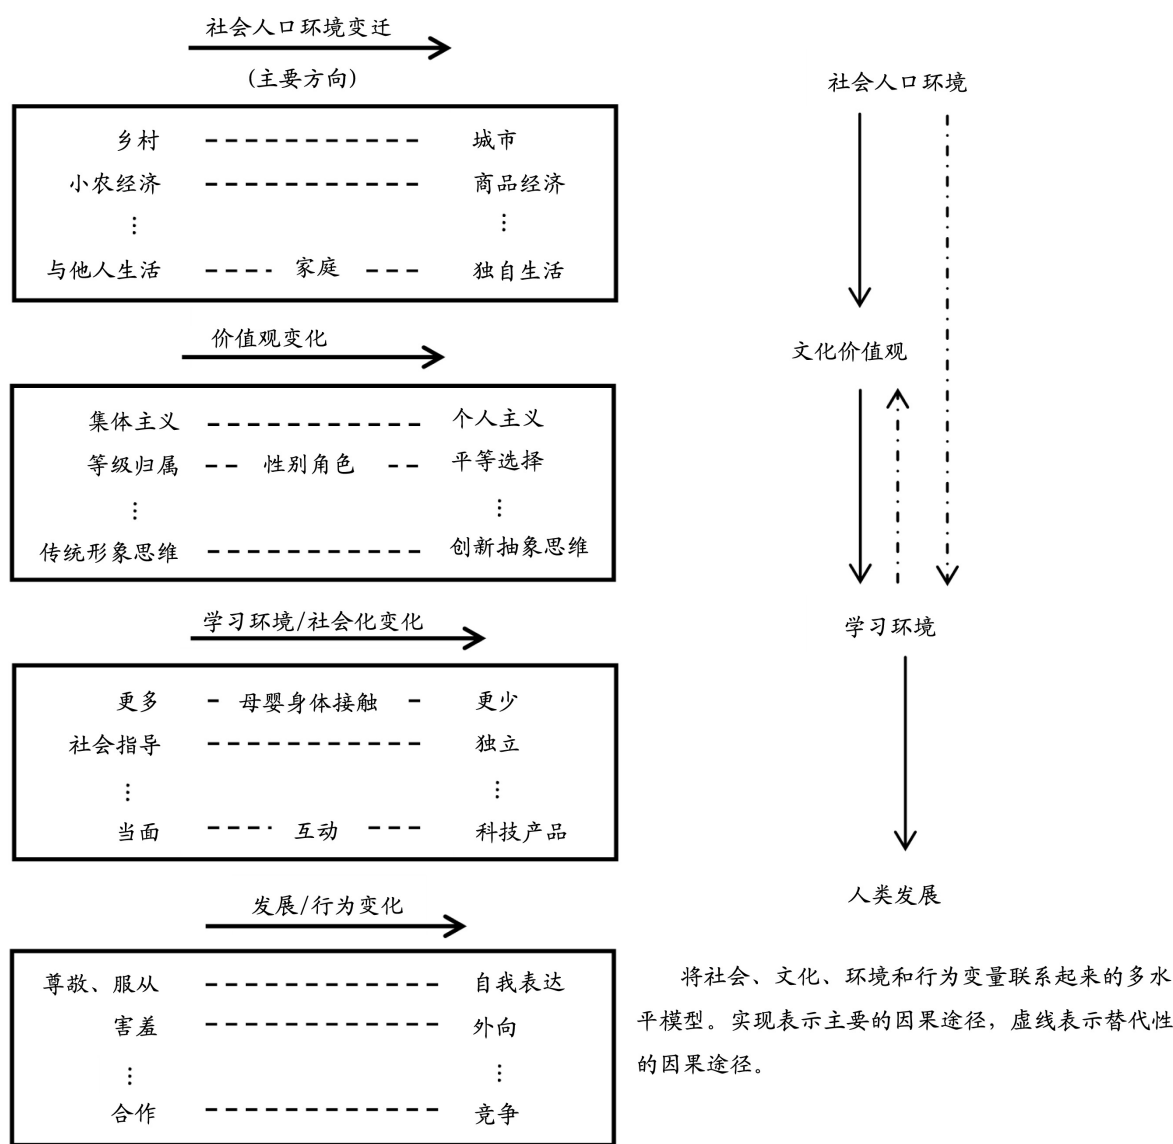 社会人口环境变迁
(主要方向)
乡村 城市
小农经济 商品经济
与他人生活 家庭 独自生活
价值观变化
集体主义 个人主义
等级归属 性别角色 平等选择
传统形象思维 创新抽象思维
学习环境/社会化变化
更多 母婴身体接触 更少
社会指导 独立
当面 互动 科技产品
发展/行为变化
尊敬、服从 自我表达
害羞 外向
合作 竞争
社会人口环境
文化价值观
学习环境
人类发展
将社会、文化、环境和行为变量联系起来的多水
平模型。实现表示主要的因果途径，虚线表示替代性
的因果途径。